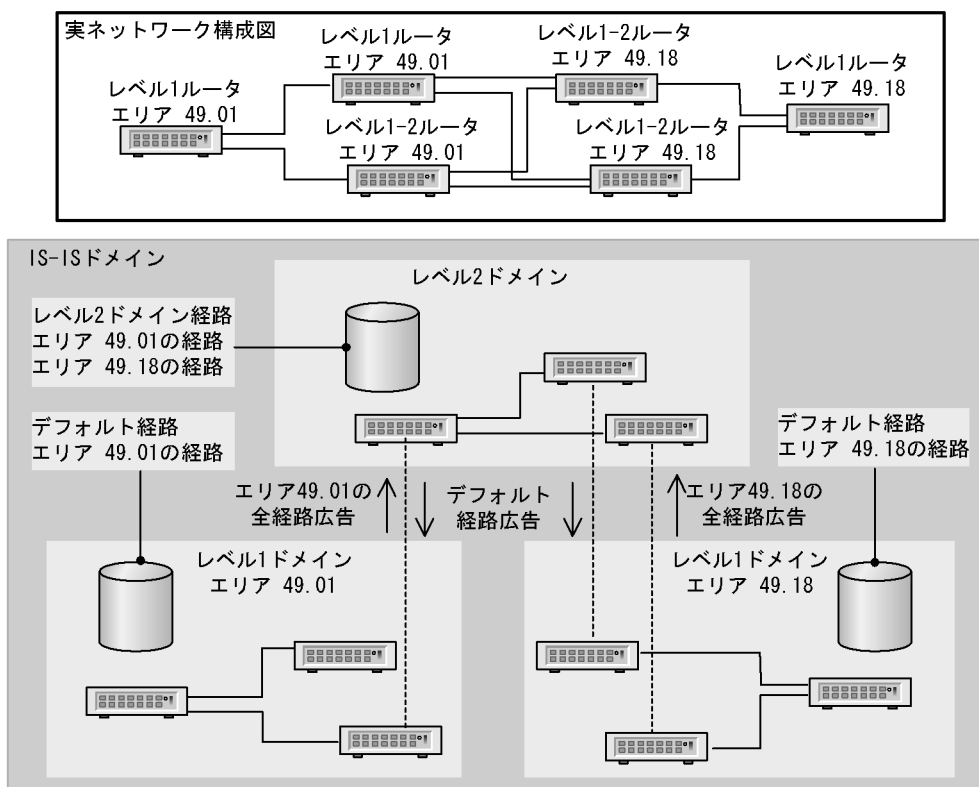 実ネットワーク構成図
レベル1ルータ
エリア 49.01
レベル1ルータ
エリア 49.01
レベル1-2ルータ
エリア 49.18
レベル1ルータ
エリア 49.18
レベル1-2ルータ
エリア 49.01
レベル1-2ルータ
エリア 49.18
IS-ISドメイン
レベル2ドメイン
レベル2ドメイン経路
エリア 49.01の経路
エリア 49.18の経路
デフォルト経路
エリア 49.01の経路
デフォルト経路
エリア 49.18の経路
エリア49.01の
全経路広告
デフォルト
経路広告
エリア49.18の
全経路広告
レベル1ドメイン
エリア 49.01
レベル1ドメイン
エリア 49.18